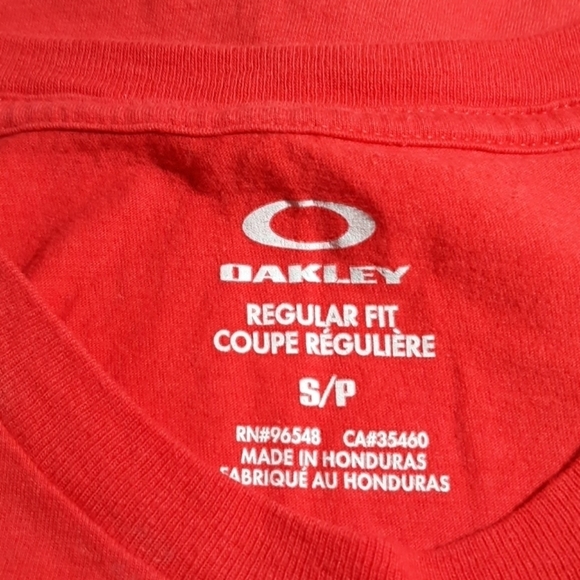 OAKLEY
REGULAR FIT
COUPE RÉGULIÈRE
S/P
RN#96548 CA#35460
MADE IN HONDURAS
FABRIQUÉ AU HONDURAS